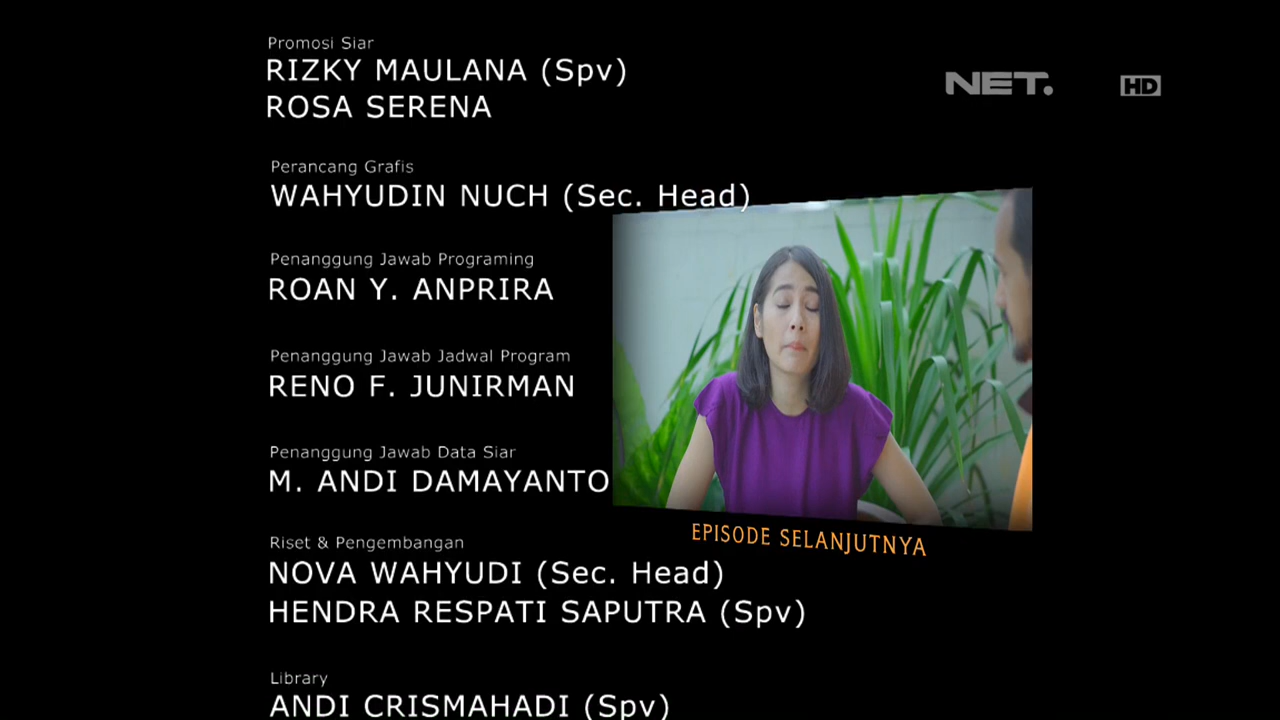 Promosi Siar
RIZKY MAULANA (Spv)
ROSA SERENA
NET.
HD
Perancang Grafis
WAHYUDIN NUCH (Sec. Head)
Penanggung Jawab Programing
ROAN Y. ANPRIRA
Penanggung Jawab Jadwal Program
RENO F. JUNIRMAN
Penanggung Jawab Data Siar
M. ANDI DAMAYANTO
EPISODE SELANJUTNYA
Riset & Pengembangan
NOVA WAHYUDI (Sec. Head)
HENDRA RESPATI SAPUTRA (Spv)
Library
ANDI CRISMAHADI (Spv)